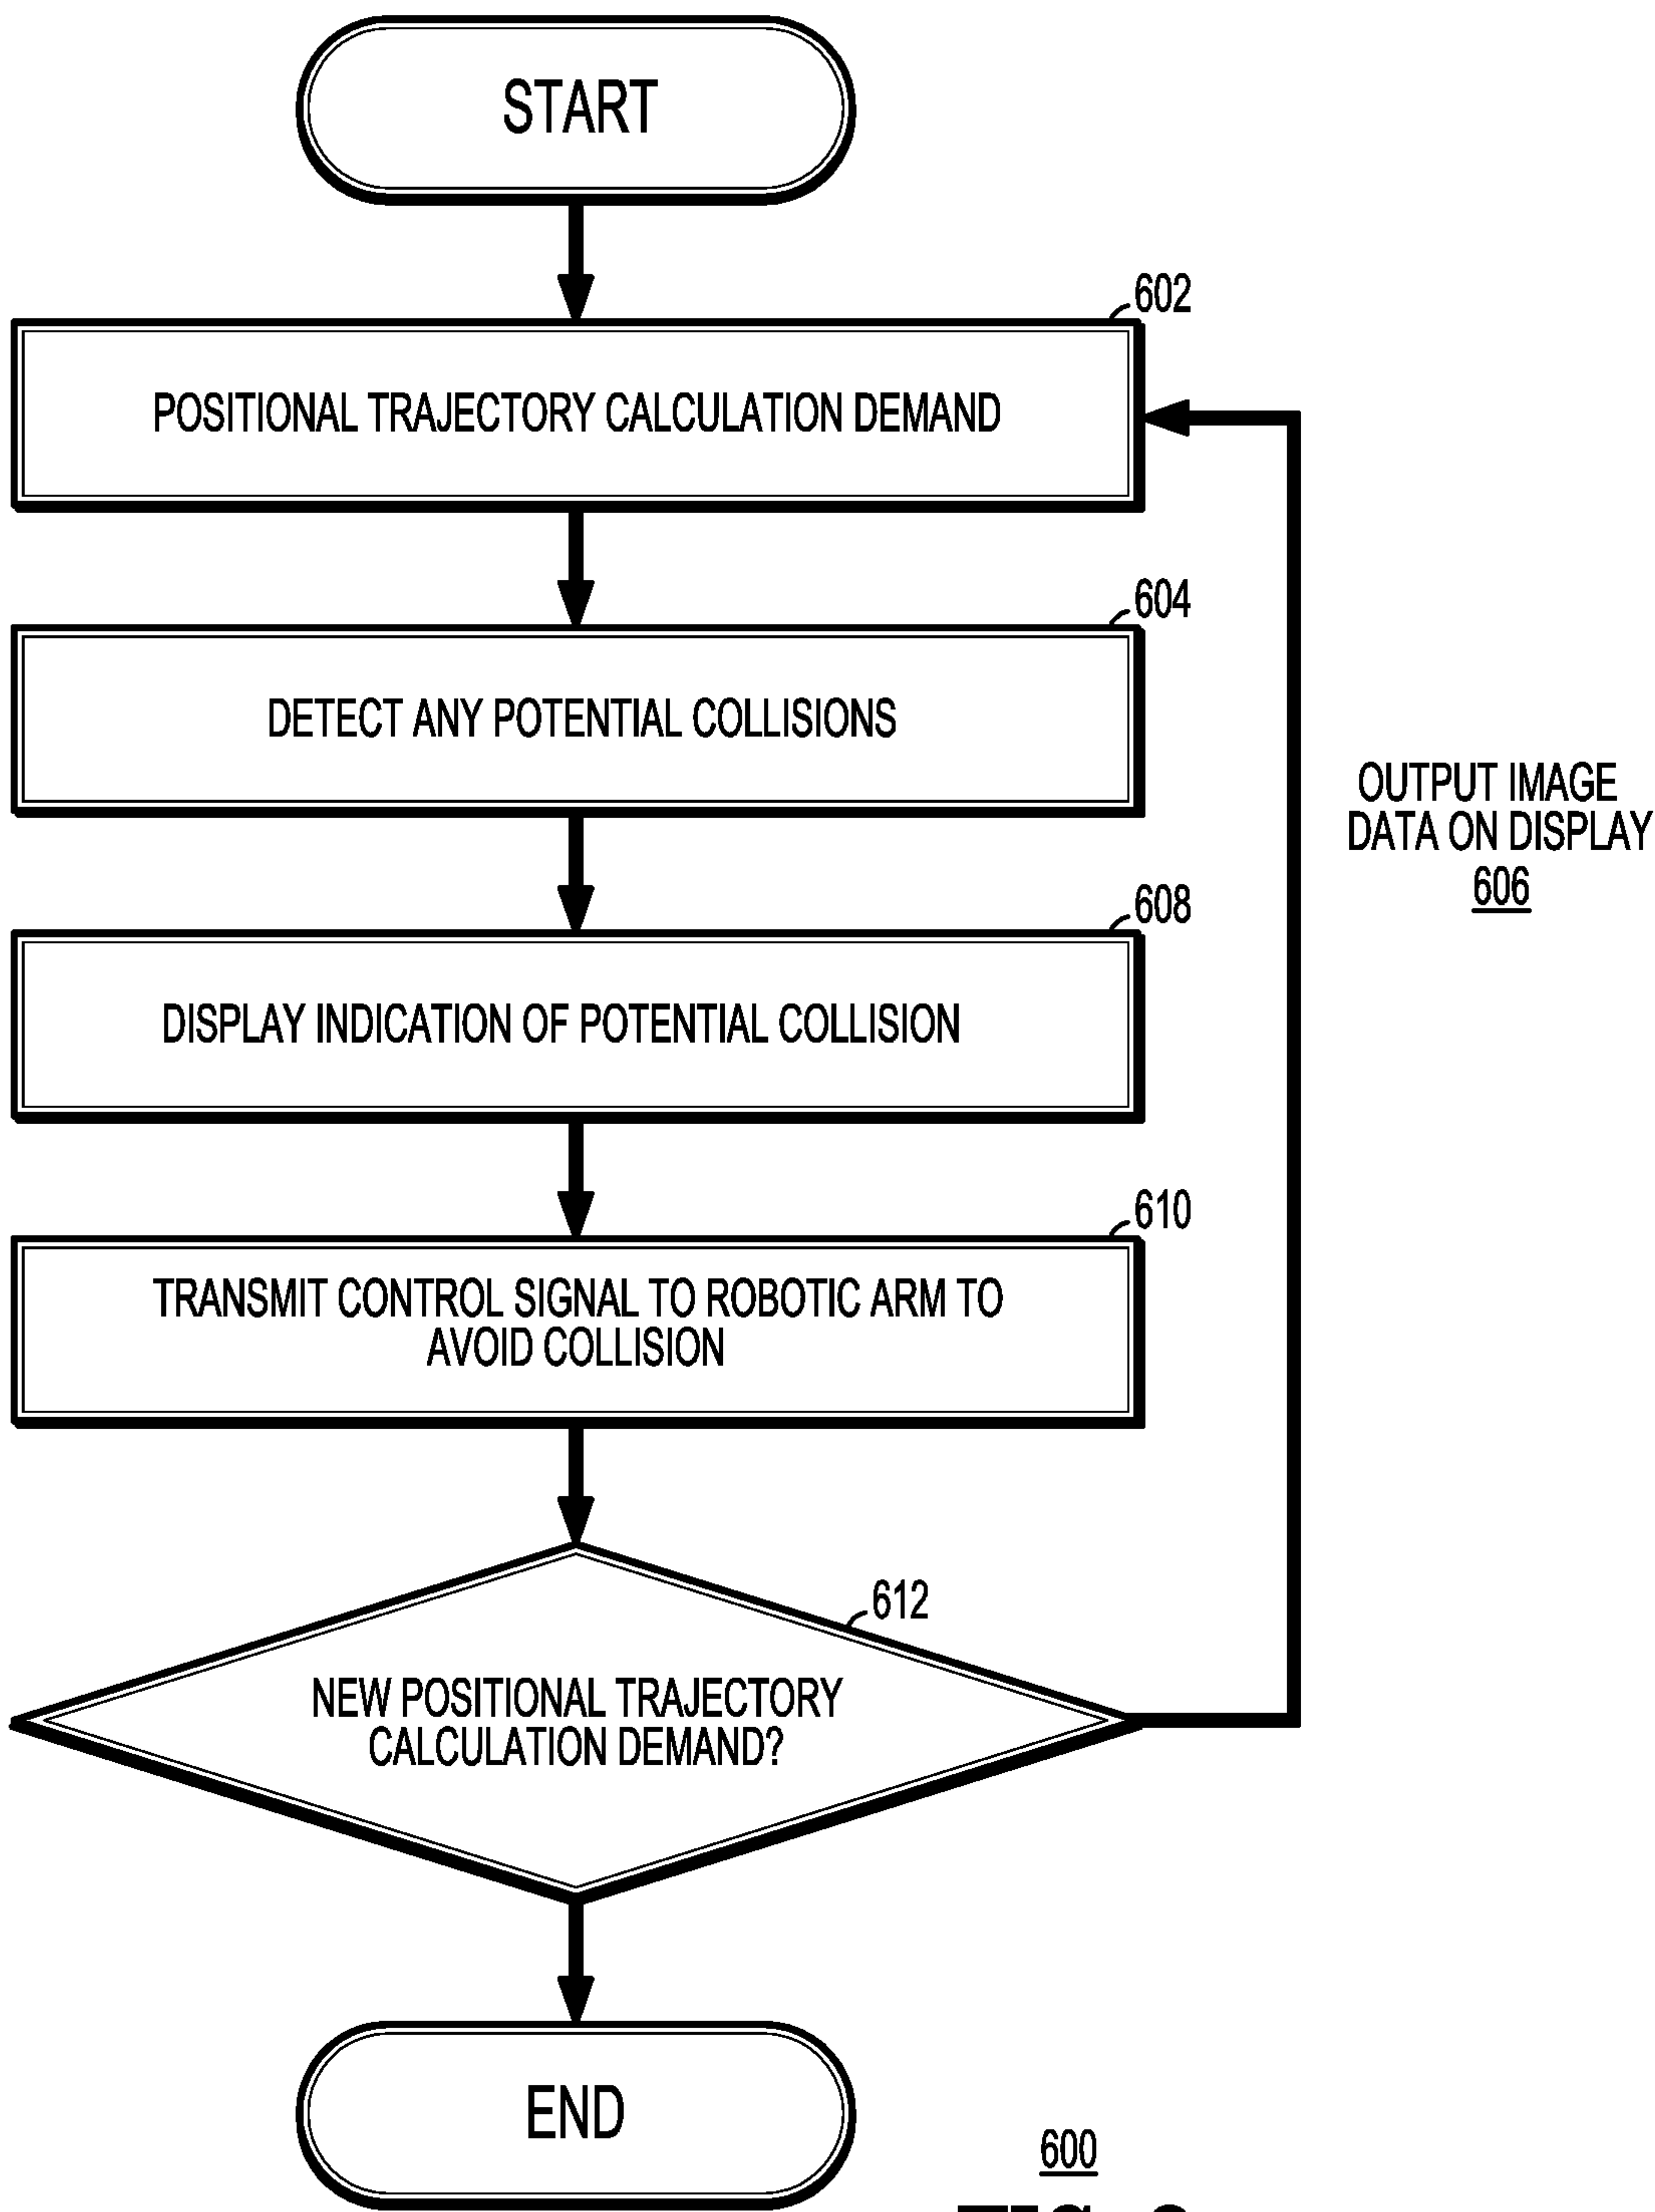 START
602
POSITIONAL TRAJECTORY CALCULATION DEMAND
604
DETECT ANY POTENTIAL COLLISIONS
OUTPUT IMAGE
DATA ON DISPLAY
606
608
DISPLAY INDICATION OF POTENTIAL COLLISION
610
TRANSMIT CONTROL SIGNAL TO ROBOTIC ARM TO
AVOID COLLISION
612
NEW POSITIONAL TRAJECTORY
CALCULATION DEMAND?
END
600